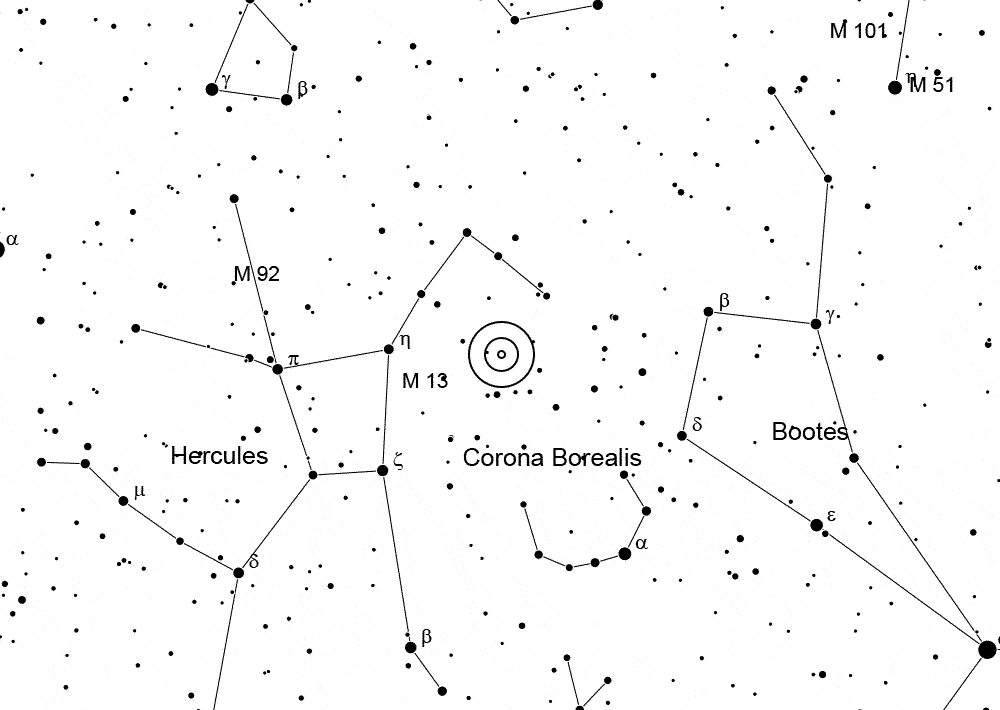 M 101
η
M 51
γ
β
α
M 92
β
γ
η
π
M 13
δ
Bootes
Hercules
ζ
Corona Borealis
μ
ε
α
δ
β